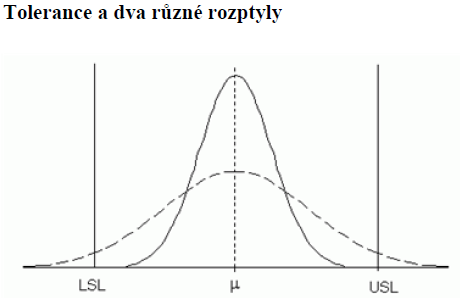 Tolerance a dva různé rozptyly
LSL μ USL